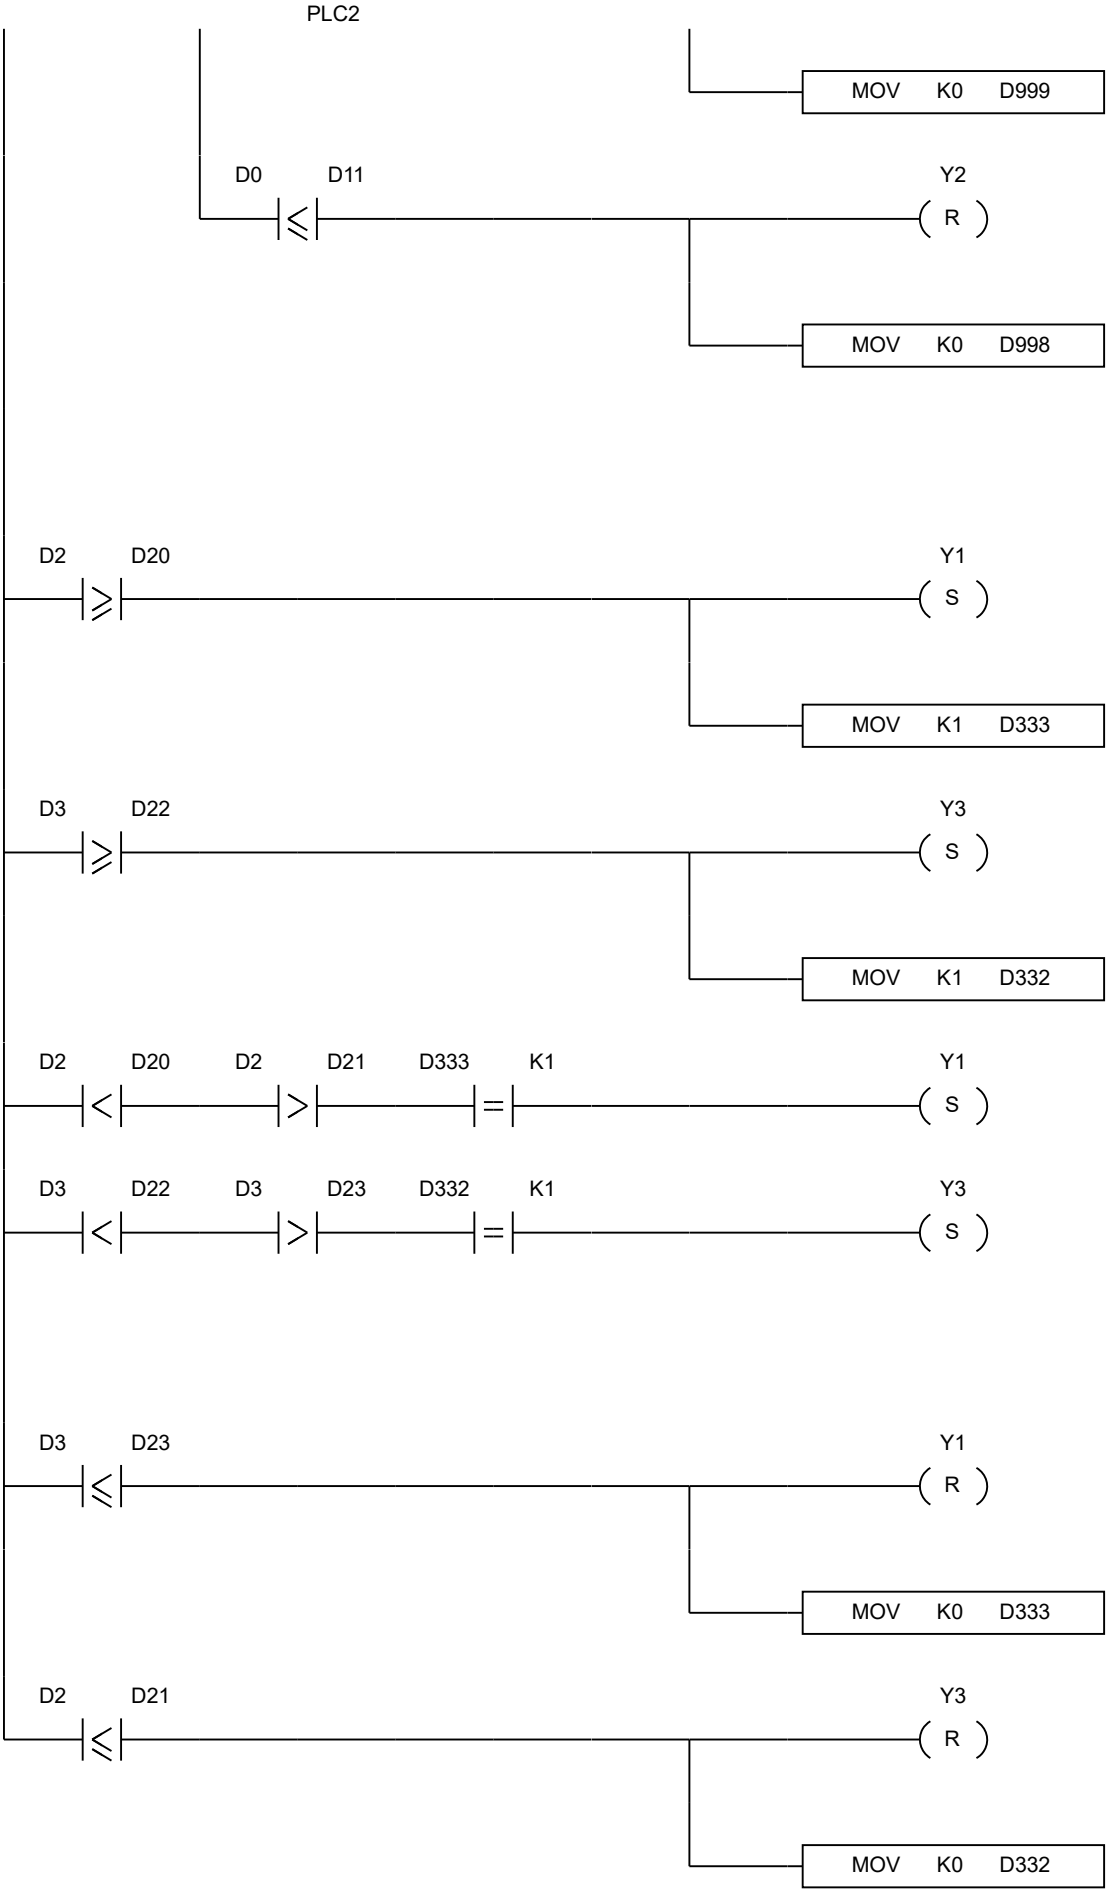 PLC2
MOV K0 D999
D0 D11 Y2
≤ ( R )
MOV K0 D998
D2 D20 Y1
≥ ( S )
MOV K1 D333
D3 D22 Y3
≥ ( S )
MOV K1 D332
D2 D20 D2 D21 D333 K1 Y1
< > == ( S )
D3 D22 D3 D23 D332 K1 Y3
< > == ( S )
D3 D23 Y1
≤ ( R )
MOV K0 D333
D2 D21 Y3
≤ ( R )
MOV K0 D332